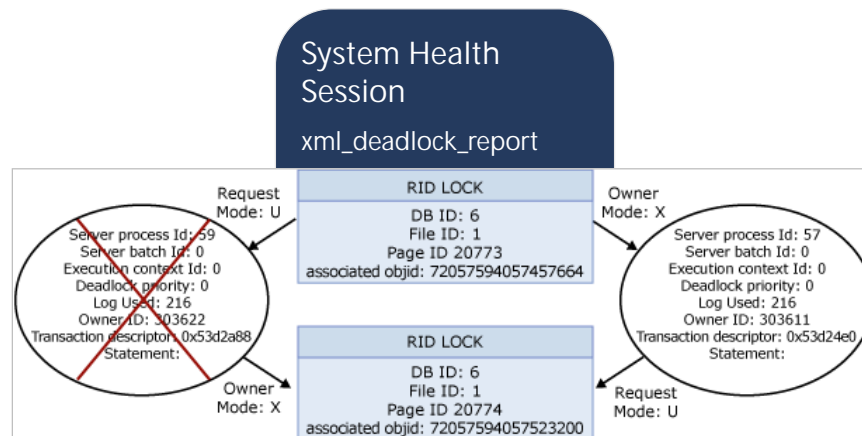 System Health
Session
xml_deadlock_report
Request
Mode: U
RID LOCK
DB ID: 6
File ID: 1
Page ID 20773
associated objid: 72057594057457664
Owner
Mode: X
Server process Id: 59
Server batch Id: 0
Execution context Id: 0
Deadlock priority: 0
Log Used: 216
Owner ID: 303622
Transaction descriptor: 0x53d2a88
Statement:
Server process Id: 57
Server batch Id: 0
Execution context Id: 0
Deadlock priority: 0
Log Used: 216
Owner ID: 303611
Transaction descriptor: 0x53d24e0
Statement:
Owner
Mode: X
RID LOCK
DB ID: 6
File ID: 1
Page ID 20774
associated objid: 72057594057523200
Request
Mode: U